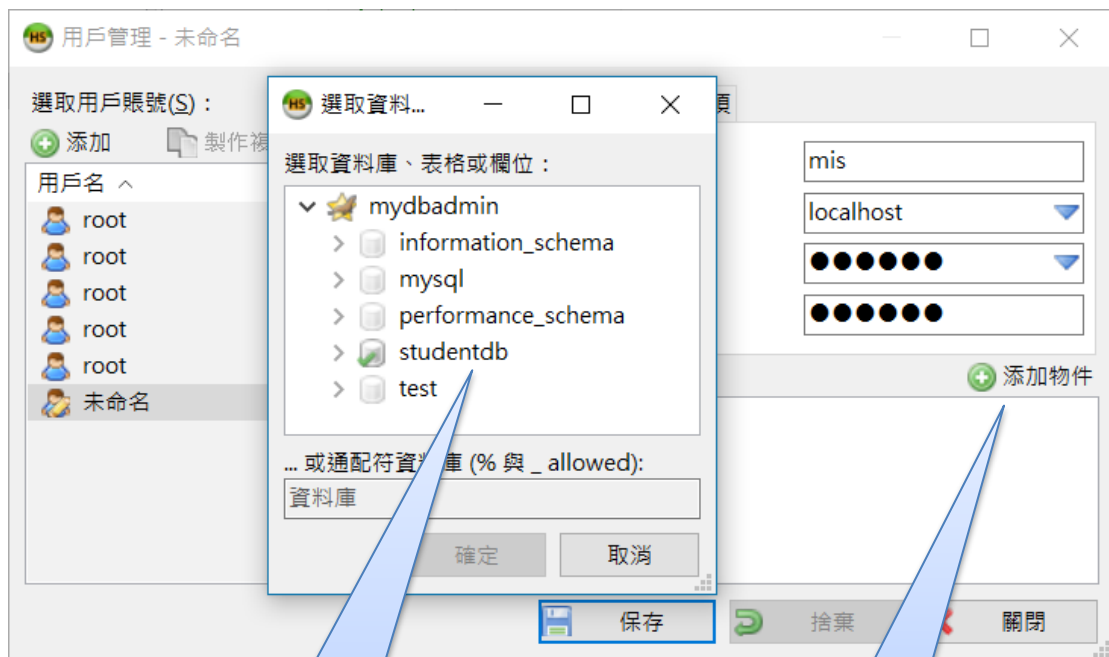 HS 用戶管理 - 未命名
選取用戶賬號(S)：
添加 製作複
用戶名
root
root
root
root
root
未命名
HS 選取資料...
選取資料庫、表格或欄位：
mydbadmin
information_schema
mysql
performance_schema
studentdb
test
... 或通配符資料庫 (% 與 _ allowed):
資料庫
確定 取消
mis
localhost
●●●●●●
●●●●●●
添加物件
保存 捨棄 關閉